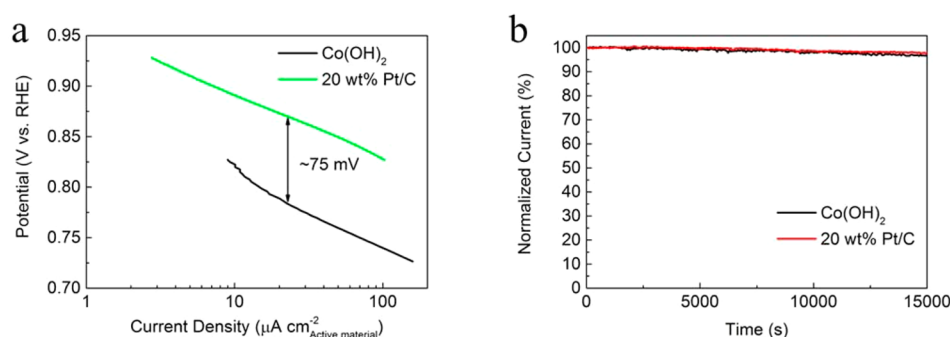 a
0.95
0.90
0.85
0.80
0.75
0.70
Potential (V vs. RHE)
Co(OH)₂
20 wt% Pt/C
~75 mV
1 10 100
Current Density (μA cm⁻²Active material)
b
100
90
80
70
60
50
40
30
20
10
0
Normalized Current (%)
Co(OH)₂
20 wt% Pt/C
0 5000 10000 15000
Time (s)